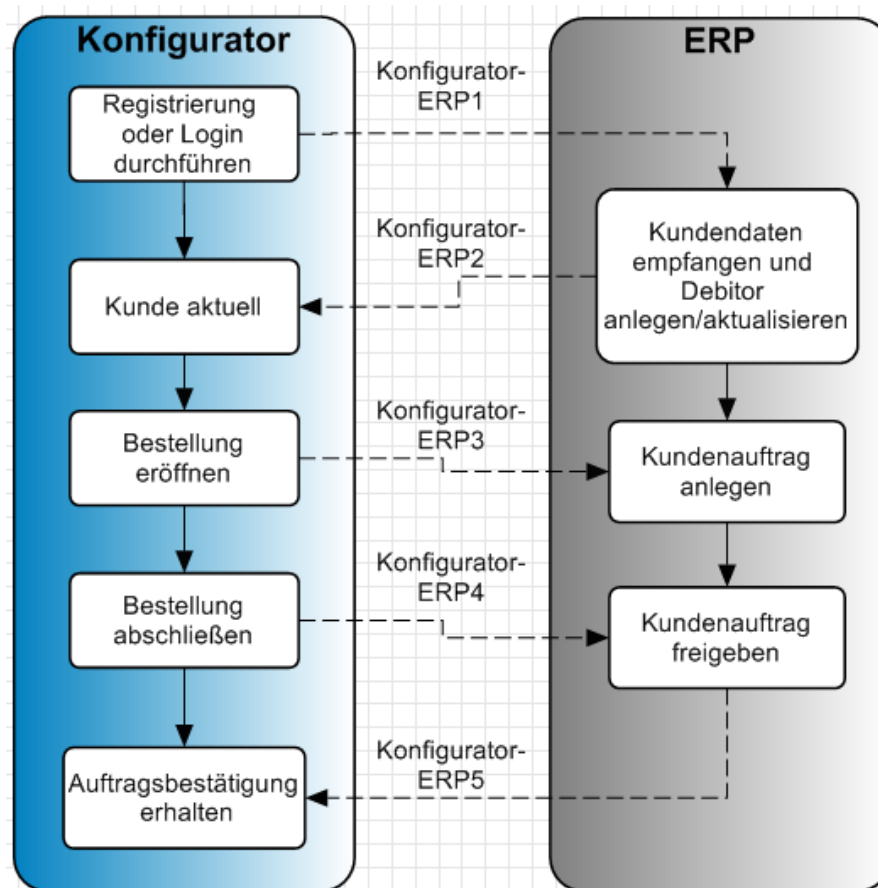 Konfigurator
ERP
Konfigurator-
ERP1
Registrierung
oder Login
durchführen
Konfigurator-
ERP2
Kundendaten
empfangen und
Debitor
anlegen/aktualisieren
Kunde aktuell
Konfigurator-
ERP3
Bestellung
eröffnen
Kundenauftrag
anlegen
Konfigurator-
ERP4
Bestellung
abschließen
Kundenauftrag
freigeben
Konfigurator-
ERP5
Auftragsbestätigung
erhalten